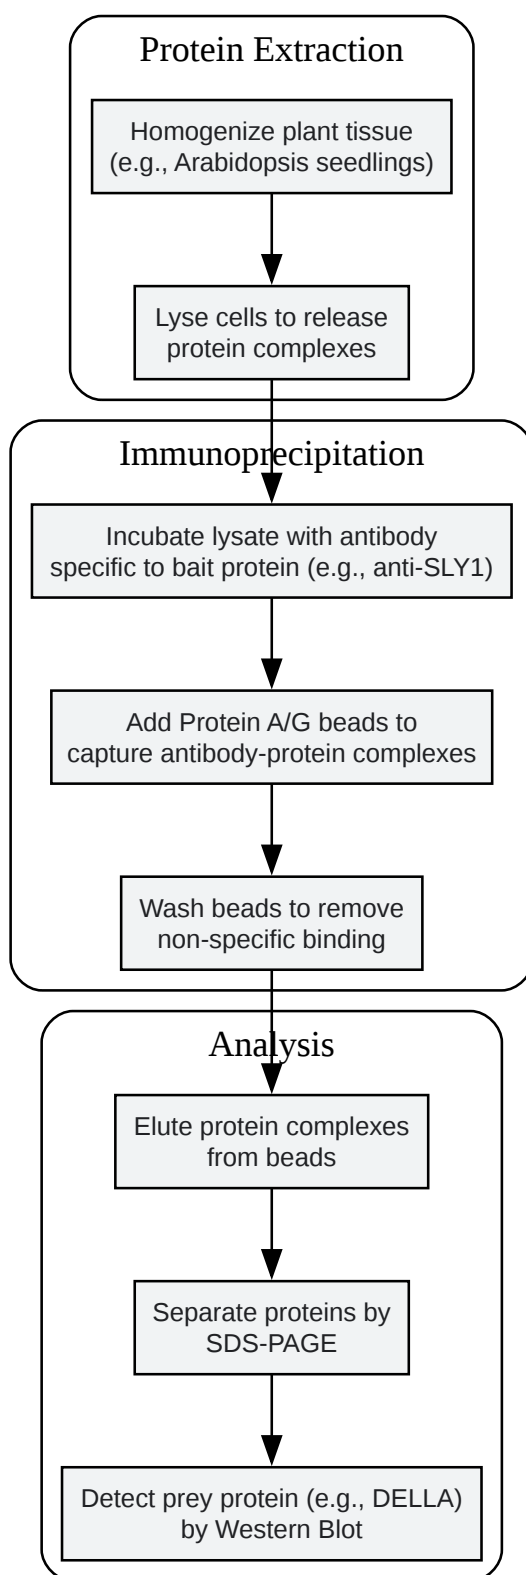 Protein Extraction
Homogenize plant tissue
(e.g., Arabidopsis seedlings)
Lyse cells to release
protein complexes
Immunoprecipitation
Incubate lysate with antibody
specific to bait protein (e.g., anti-SLY1)
Add Protein A/G beads to
capture antibody-protein complexes
Wash beads to remove
non-specific binding
Analysis
Elute protein complexes
from beads
Separate proteins by
SDS-PAGE
Detect prey protein (e.g., DELLA)
by Western Blot